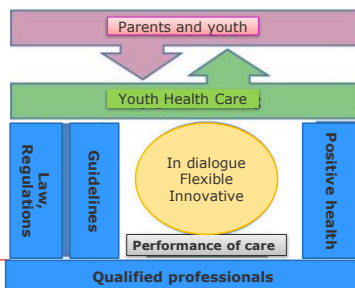 Parents and youth
Youth Health Care
Law,
Regulations
Guidelines
In dialogue
Flexible
Innovative
Performance of care
Positive health
Qualified professionals